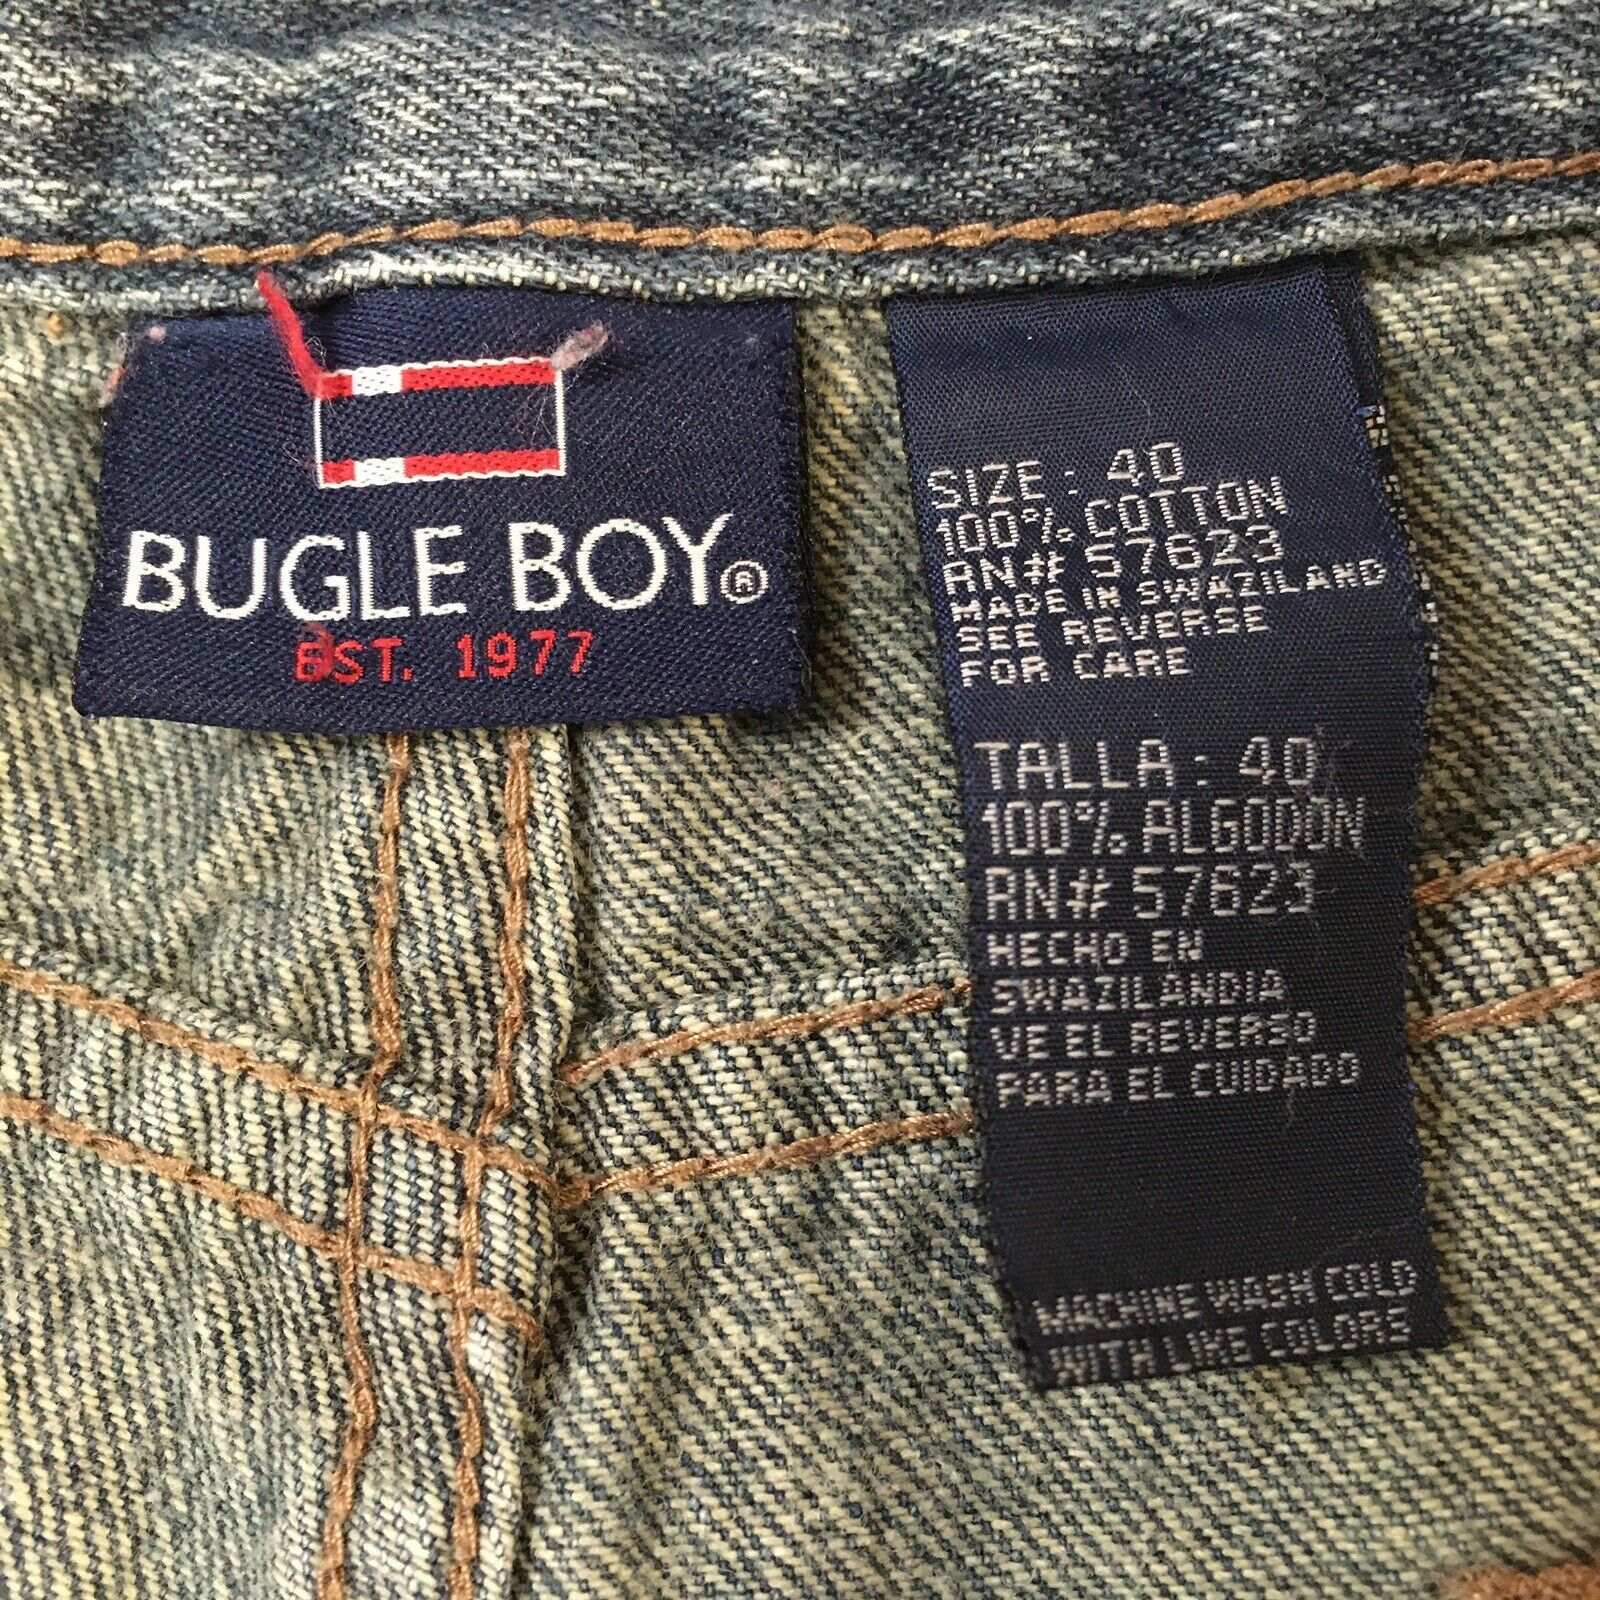 BUGLE BOY®
EST. 1977
SIZE : 40
100% COTTON
RN# 57623
MADE IN SWAZILAND
SEE REVERSE
FOR CARE
TALLA : 40
100% ALGODON
RN# 57623
HECHO EN
SWAZILANDIA
VE EL REVERSO
PARA EL CUIDADO
MACHINE WASH COLD
WITH LIKE COLORS